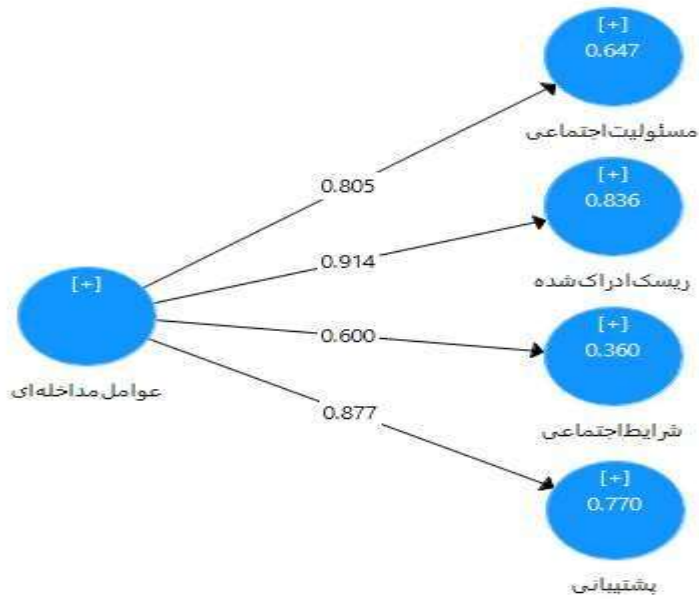 [+]
0.647
مسئولیت‌اجتماعی
0.805
[+]
0.836
ریسک‌ادراک‌شده
0.914
[+]
عوامل‌مداخله‌ای
0.600
[+]
0.360
شرایط‌اجتماعی
0.877
[+]
0.770
پشتیبانی